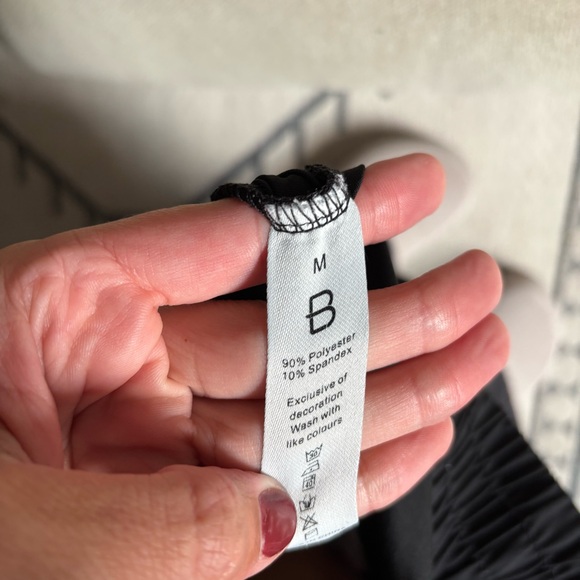 M
B
90% Polyester
10% Spandex
Exclusive of
decoration
Wash with
like colours